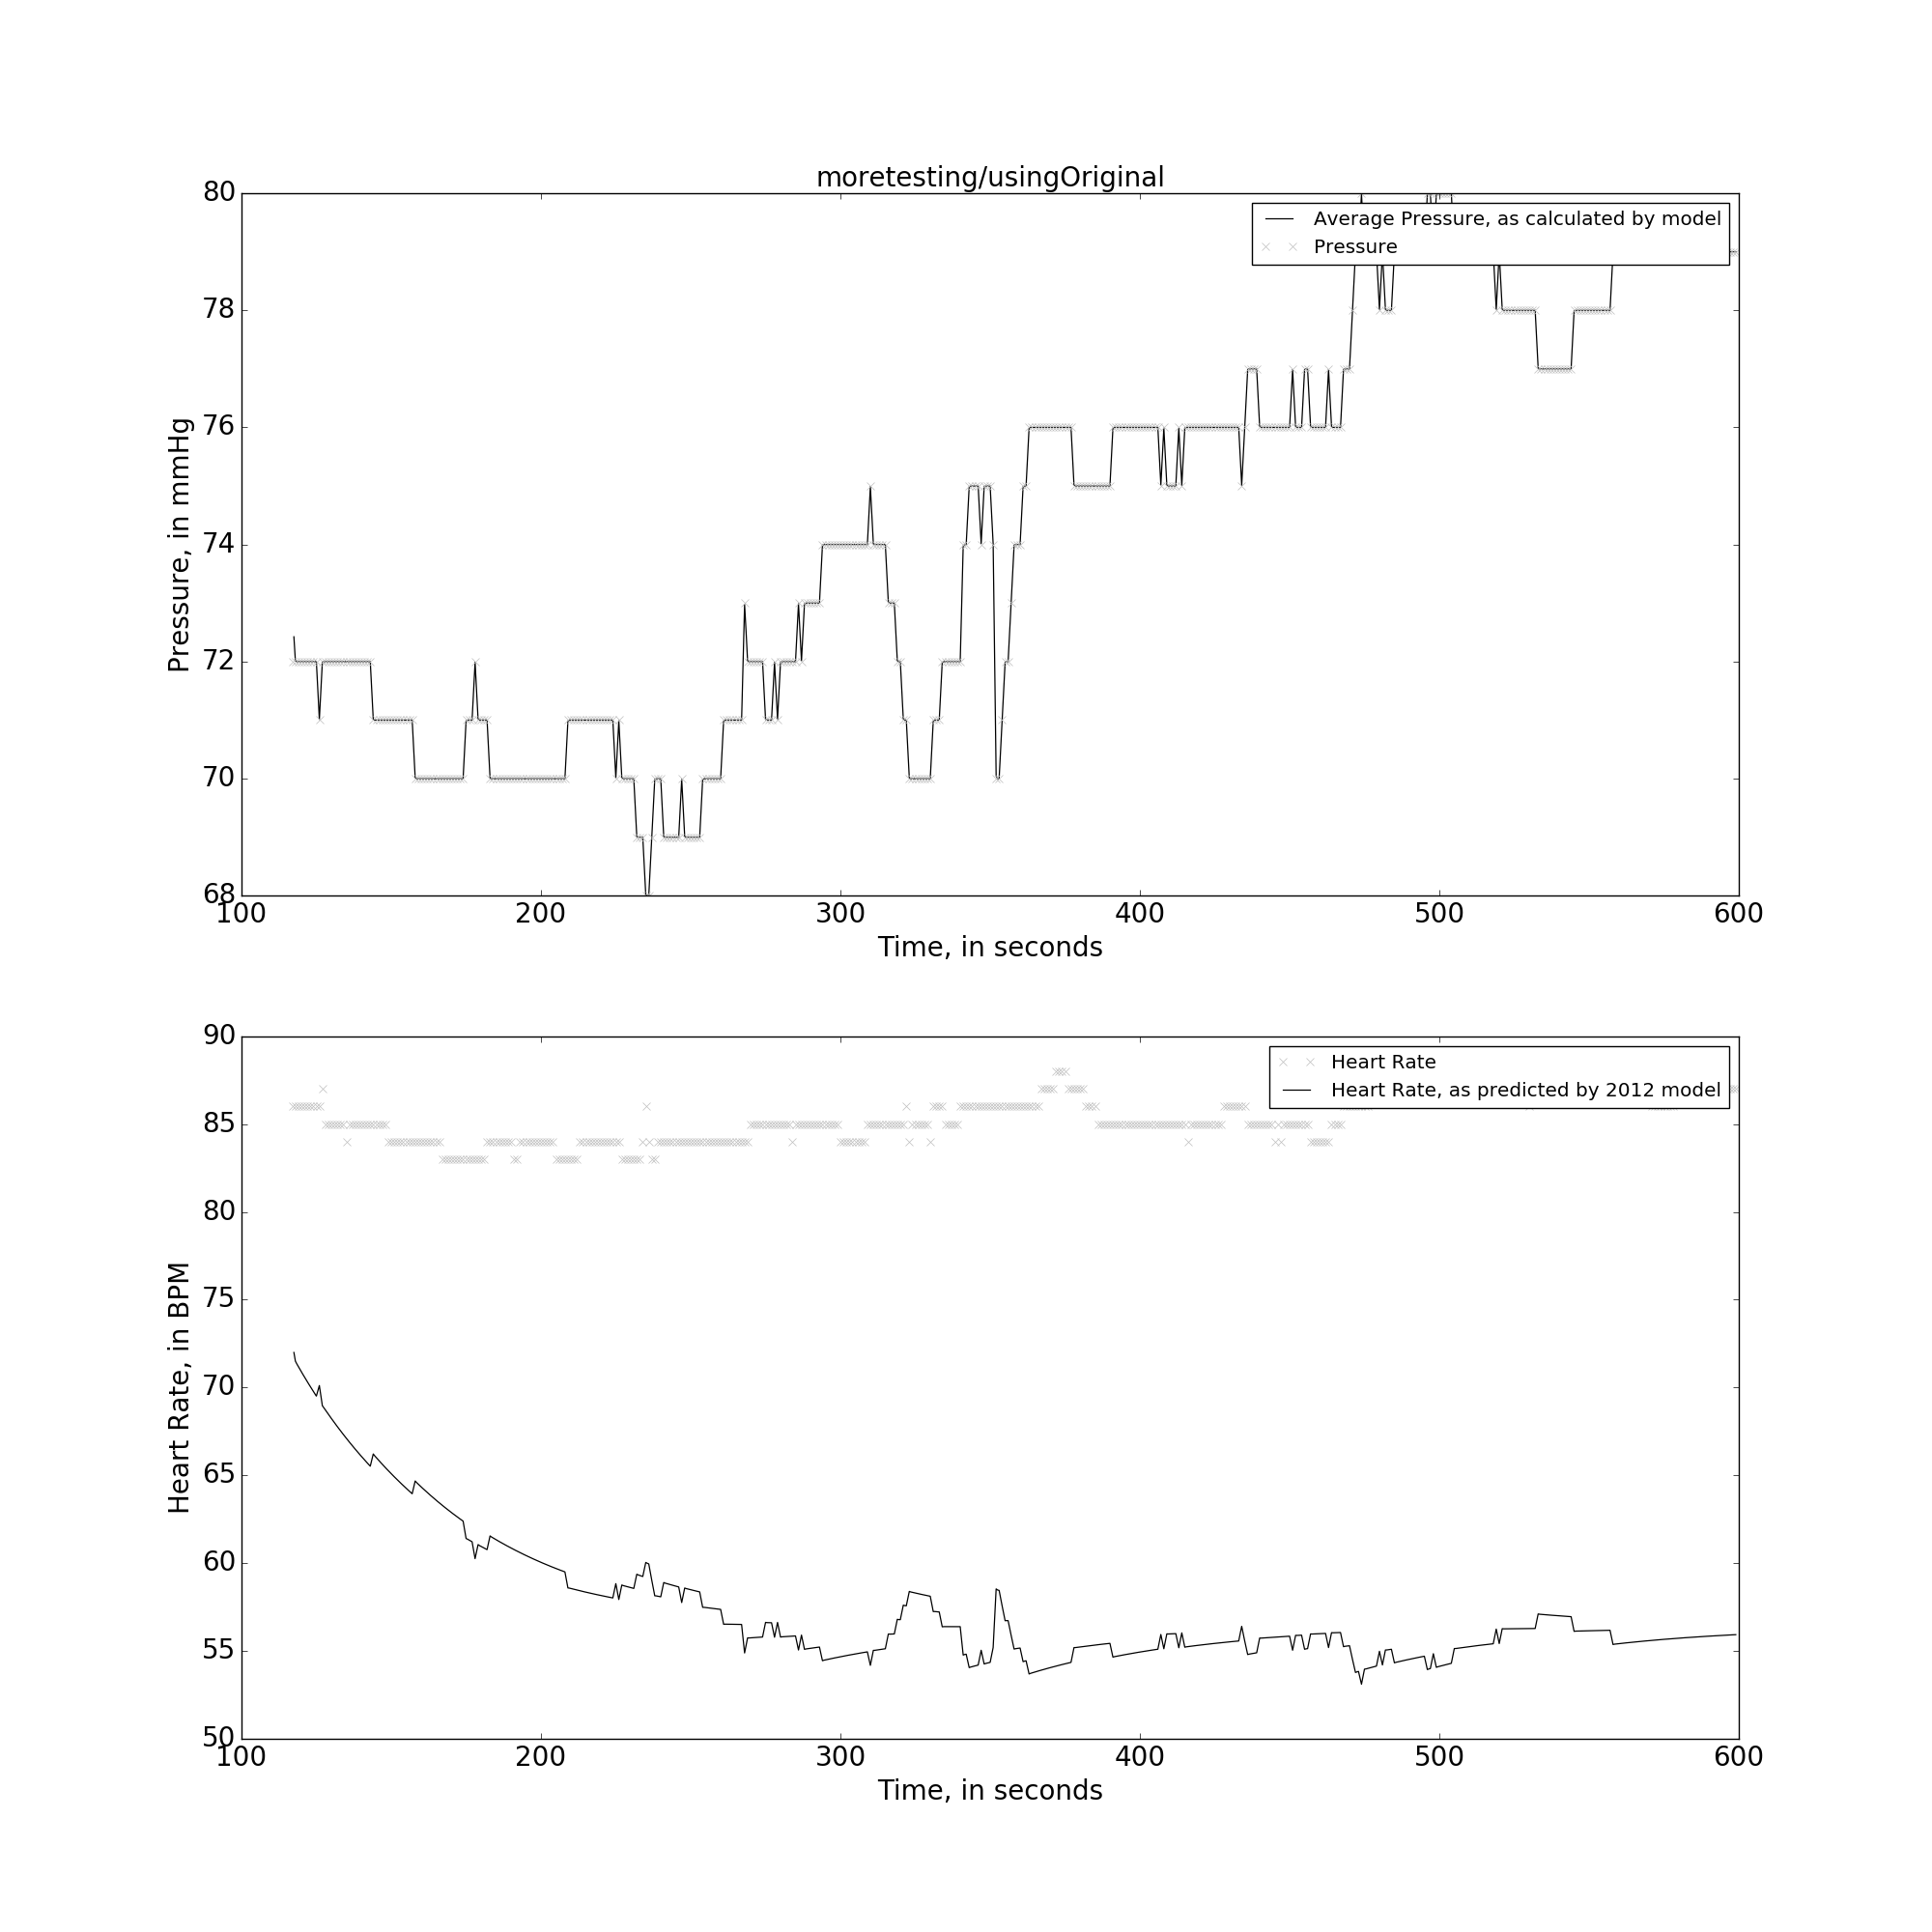 moretesting/usingOriginal
80
78
76
74
72
70
68
Pressure, in mmHg
Average Pressure, as calculated by model
Pressure
100 200 300 400 500 600
Time, in seconds
90
85
80
75
70
65
60
55
50
Heart Rate, in BPM
Heart Rate
Heart Rate, as predicted by 2012 model
100 200 300 400 500 600
Time, in seconds